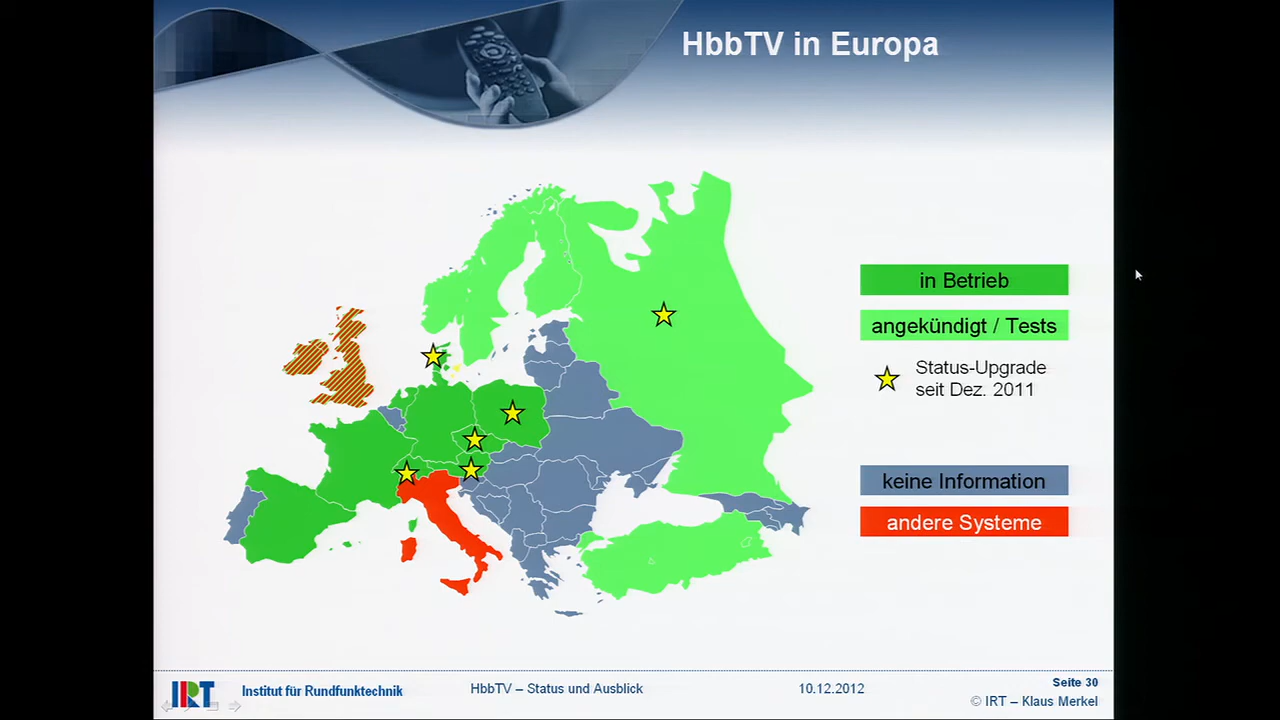 HbbTV in Europa
in Betrieb
angekündigt / Tests
Status-Upgrade
seit Dez. 2011
keine Information
andere Systeme
IRT
Institut für Rundfunktechnik
HbbTV – Status und Ausblick
10.12.2012
Seite 30
© IRT – Klaus Merkel